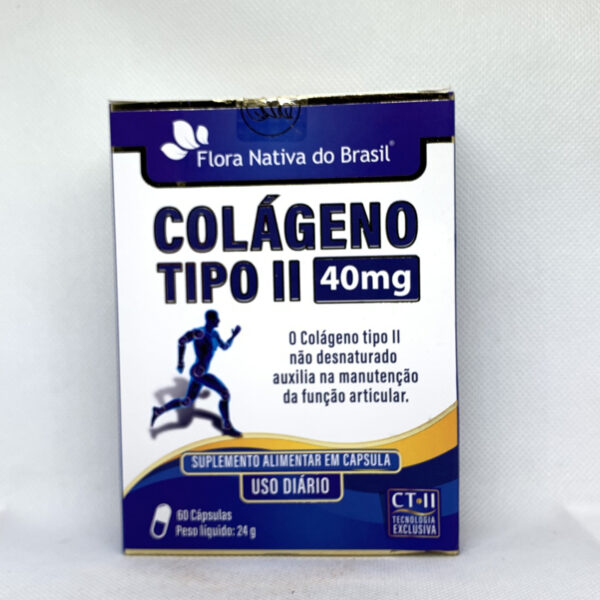 Flora Nativa do Brasil®
COLÁGENO
TIPO II 40mg
O Colágeno tipo II
não desnaturado
auxilia na manutenção
da função articular.
SUPLEMENTO ALIMENTAR EM CÁPSULA
USO DIÁRIO
60 Cápsulas
Peso líquido: 24 g
CT-II
TECNOLOGIA
EXCLUSIVA